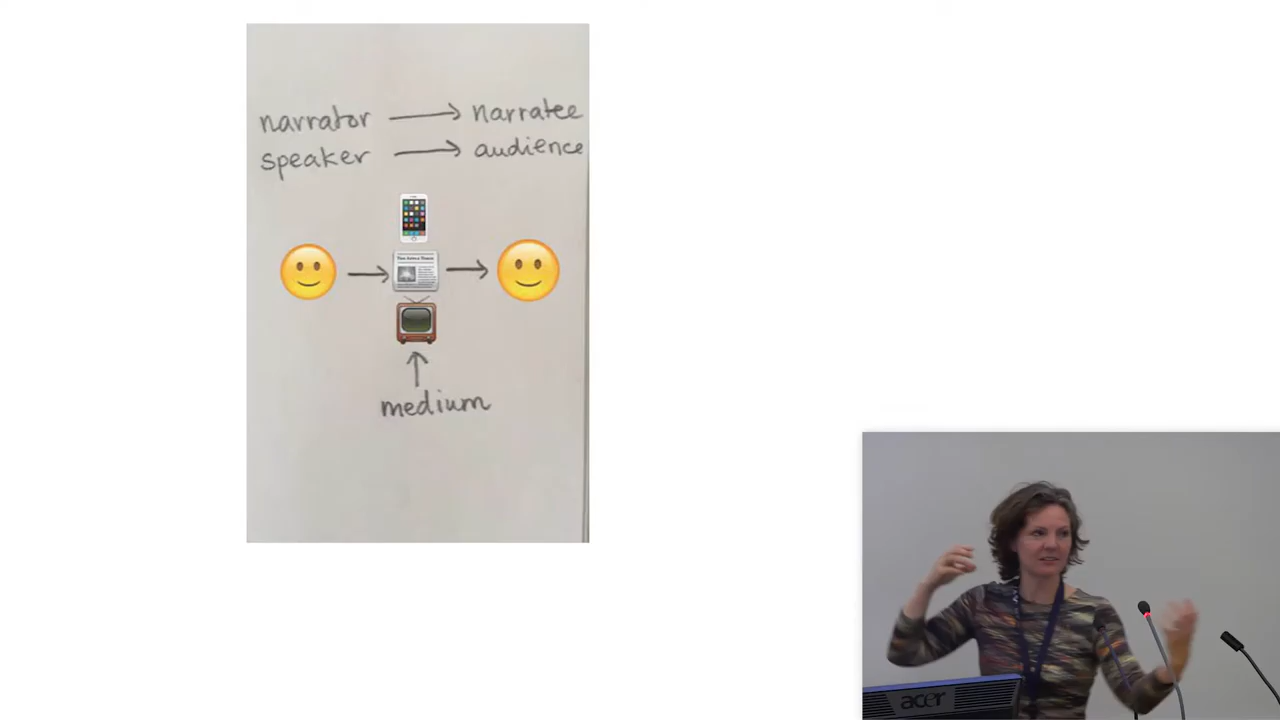 narrator → narratee
speaker → audience
medium
acer